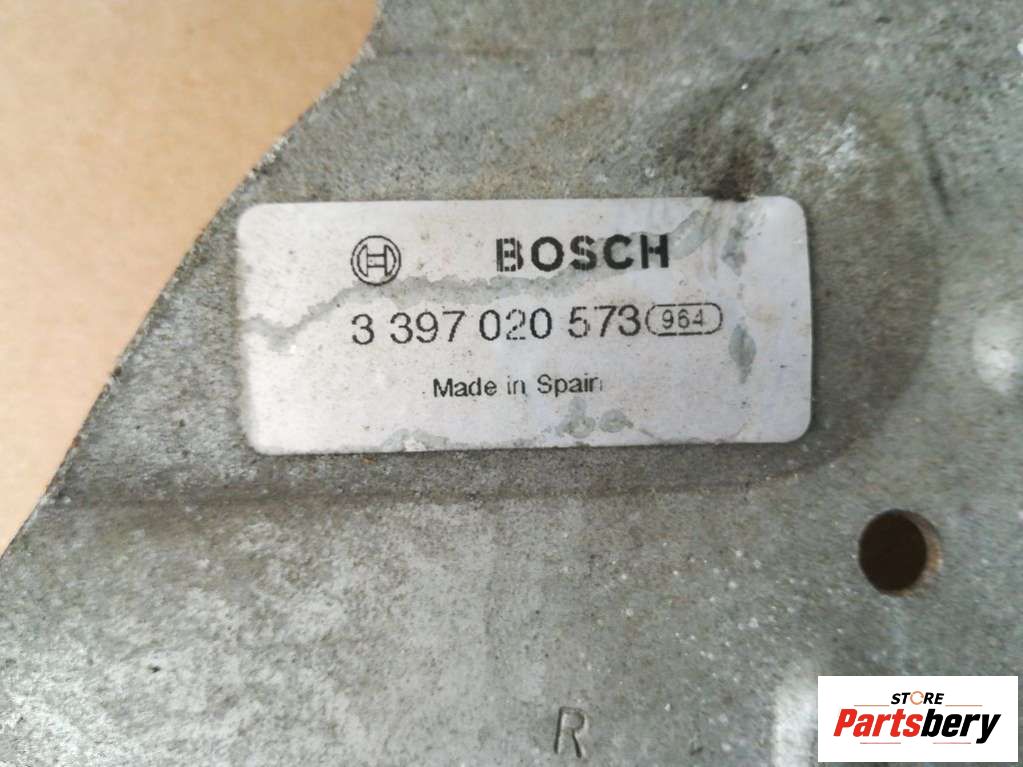 BOSCH
3 397 020 573 964
Made in Spain
R
STORE
Partsbery